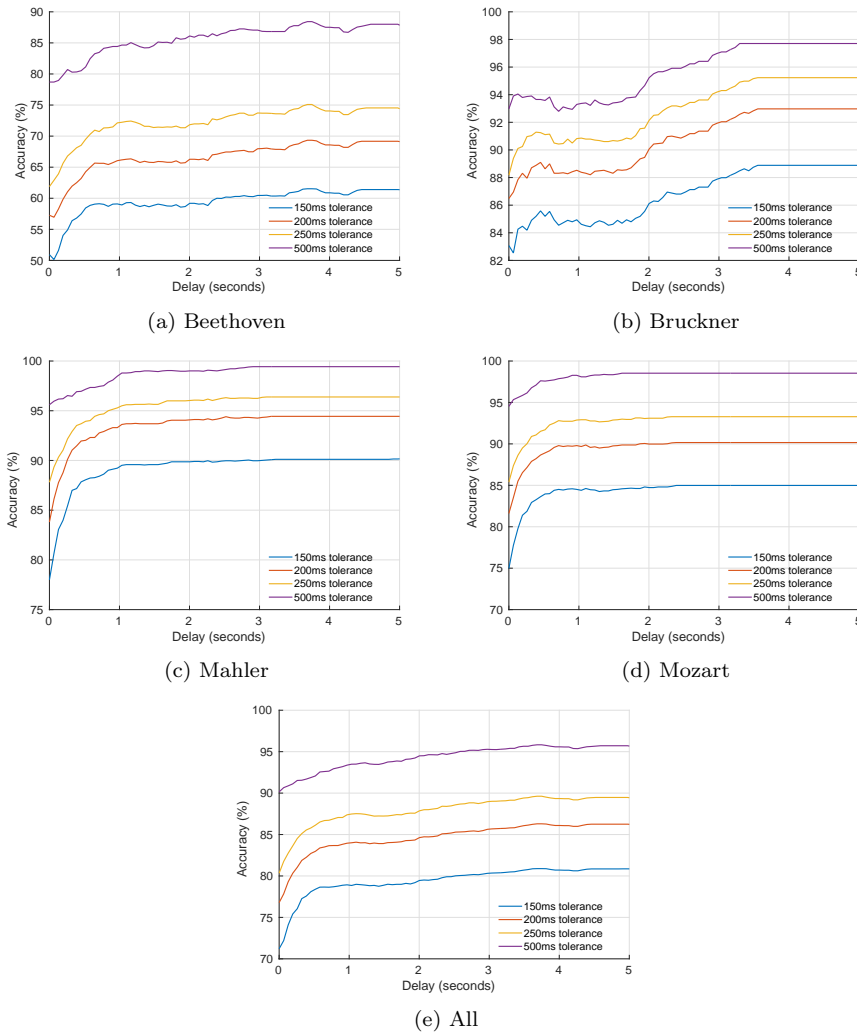 90
85
80
75
70
65
60
55
50
Accuracy (%)
150ms tolerance
200ms tolerance
250ms tolerance
500ms tolerance
0 1 2 3 4 5
Delay (seconds)
(a) Beethoven
100
98
96
94
92
90
88
86
84
82
Accuracy (%)
150ms tolerance
200ms tolerance
250ms tolerance
500ms tolerance
0 1 2 3 4 5
Delay (seconds)
(b) Bruckner
100
95
90
85
80
75
Accuracy (%)
150ms tolerance
200ms tolerance
250ms tolerance
500ms tolerance
0 1 2 3 4 5
Delay (seconds)
(c) Mahler
100
95
90
85
80
75
70
Accuracy (%)
150ms tolerance
200ms tolerance
250ms tolerance
500ms tolerance
0 1 2 3 4 5
Delay (seconds)
(d) Mozart
100
95
90
85
80
75
70
Accuracy (%)
150ms tolerance
200ms tolerance
250ms tolerance
500ms tolerance
0 1 2 3 4 5
Delay (seconds)
(e) All